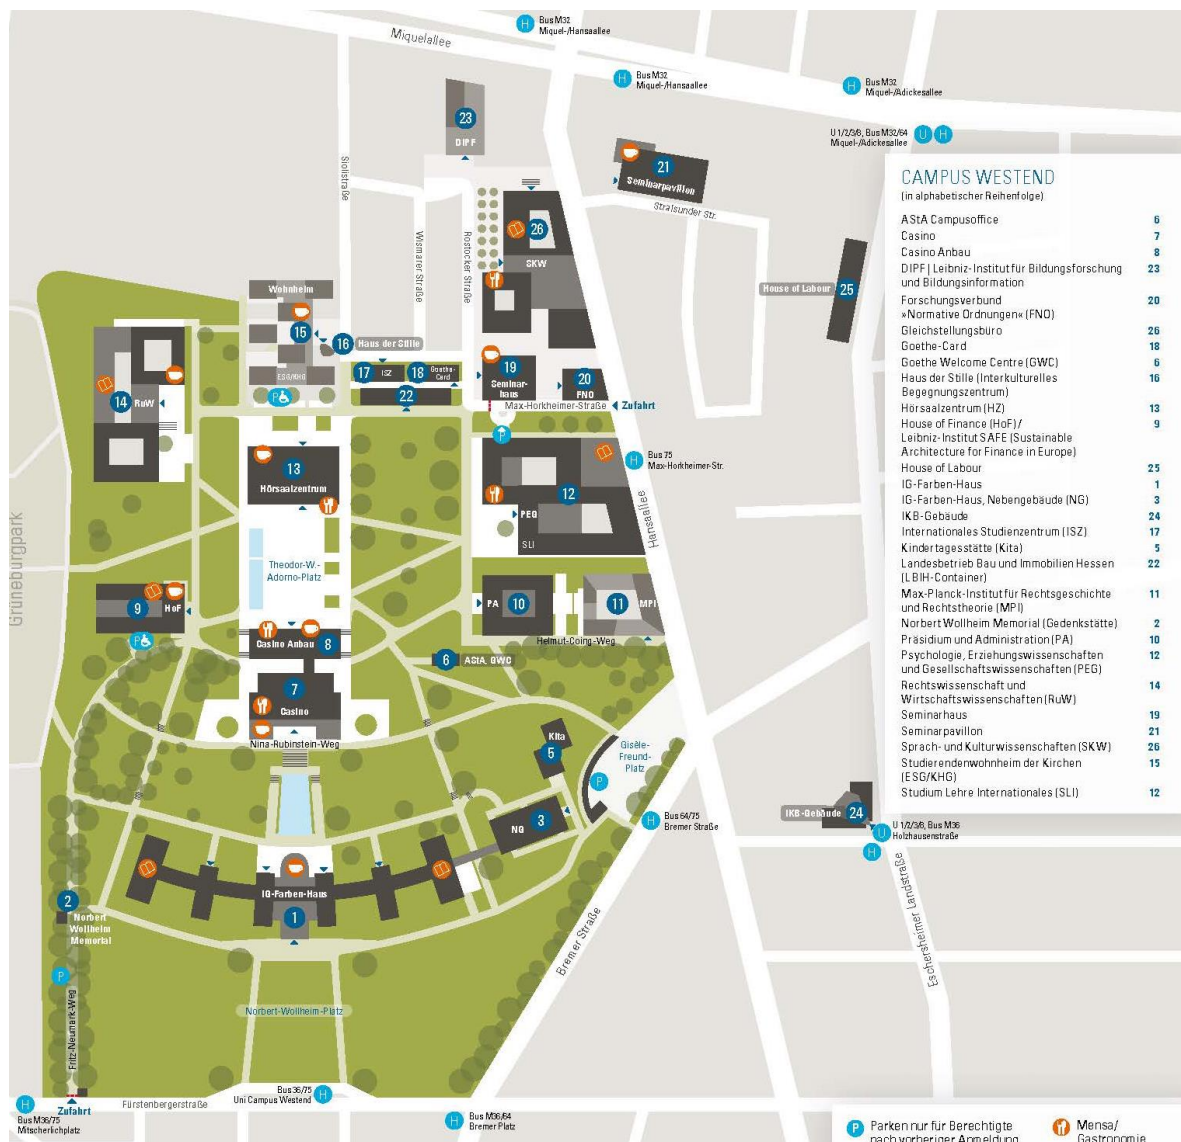 Bus M32
Miquel-/Hansaallee
Miquelallee
Bus M32
Miquel-/Hansaallee
Bus M32
Miquel-/Adickesallee
U 1/2/3/8, Bus M32/64
Miquel-/Adickesallee
H
H
H
U H
23
DIPF
21
Seminarpavillon
Stralsunder Str.
Siolistraße
Wismarer Straße
Rostocker Straße
26
SKW
House of Labour
25
Wohnheim
15
16
Haus der Stille
ESG/KHG
17
ISZ
18
Goethe-
Card
19
Seminar-
haus
20
FNO
22
P
Max-Horkheimer-Straße
Zufahrt
14
RuW
P
13
Hörsaalzentrum
H
Bus 75
Max-Horkheimer-Str.
12
PEG
SLI
Hansaallee
Grüneburgpark
Theodor-W.-
Adorno-Platz
9
HoF
P
PA
10
11
MPI
Helmut-Coing-Weg
Casino Anbau
8
6
AStA, GWC
7
Casino
Nina-Rubinstein-Weg
Kita
5
Gisèle-
Freund-
Platz
P
NG
3
H
Bus 64/75
Bremer Straße
IKB-Gebäude
24
U
H
U 1/2/3/8, Bus M36
Holzhausenstraße
IG-Farben-Haus
1
2
Norbert
Wollheim
Memorial
P
Fritz-Neumark-Weg
Bremer Straße
Eschersheimer Landstraße
Norbert-Wollheim-Platz
H
Bus M36/75
Mitscherlichplatz
Zufahrt
Fürstenbergerstraße
Bus 36/75
Uni Campus Westend
H
H
Bus M36/64
Bremer Platz
CAMPUS WESTEND
(in alphabetischer Reihenfolge)
AStA Campusoffice 6
Casino 7
Casino Anbau 8
DIPF | Leibniz-Institut für Bildungsforschung 23
und Bildungsinformation
Forschungsverbund 20
»Normative Ordnungen« (FNO)
Gleichstellungsbüro 26
Goethe-Card 18
Goethe Welcome Centre (GWC) 6
Haus der Stille (Interkulturelles 16
Begegnungszentrum)
Hörsaalzentrum (HZ) 13
House of Finance (HoF)/ 9
Leibniz-Institut SAFE (Sustainable
Architecture for Finance in Europe)
House of Labour 25
IG-Farben-Haus 1
IG-Farben-Haus, Nebengebäude (NG) 3
IKB-Gebäude 24
Internationales Studienzentrum (ISZ) 17
Kindertagesstätte (Kita) 5
Landesbetrieb Bau und Immobilien Hessen 22
(LBIH-Container)
Max-Planck-Institut für Rechtsgeschichte 11
und Rechtstheorie (MPI)
Norbert Wollheim Memorial (Gedenkstätte) 2
Präsidium und Administration (PA) 10
Psychologie, Erziehungswissenschaften 12
und Gesellschaftswissenschaften (PEG)
Rechtswissenschaft und 14
Wirtschaftswissenschaften (RuW)
Seminarhaus 19
Seminarpavillon 21
Sprach- und Kulturwissenschaften (SKW) 26
Studierendenwohnheim der Kirchen 15
(ESG/KHG)
Studium Lehre Internationales (SLI) 12
P Parken nur für Berechtigte
nach vorheriger Anmeldung
Mensa/
Gastronomie